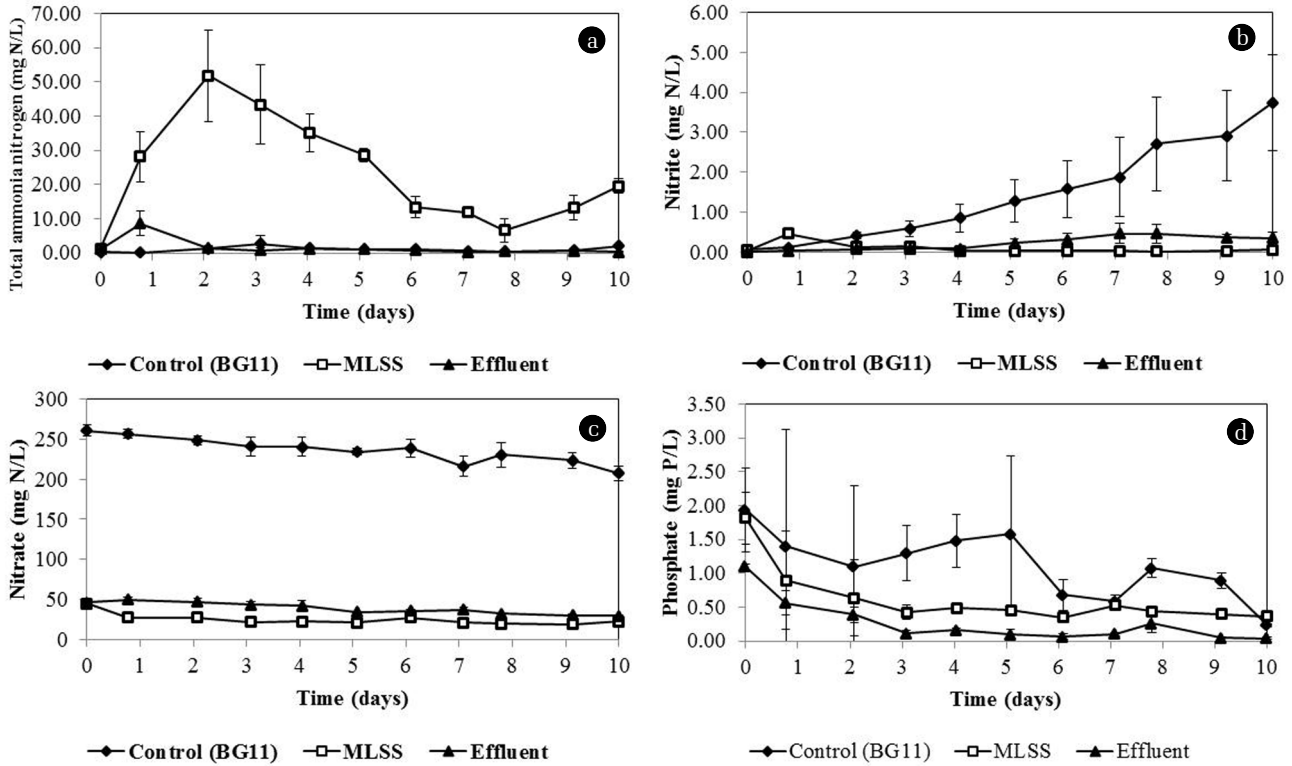 a
Total ammonia nitrogen (mg N/L)
70.00
60.00
50.00
40.00
30.00
20.00
10.00
0.00
0 1 2 3 4 5 6 7 8 9 10
Time (days)
Control (BG11) MLSS Effluent
b
Nitrite (mg N/L)
6.00
5.00
4.00
3.00
2.00
1.00
0.00
0 1 2 3 4 5 6 7 8 9 10
Time (days)
Control (BG11) MLSS Effluent
c
Nitrate (mg N/L)
300
250
200
150
100
50
0
0 1 2 3 4 5 6 7 8 9 10
Time (days)
Control (BG11) MLSS Effluent
d
Phosphate (mg P/L)
3.50
3.00
2.50
2.00
1.50
1.00
0.50
0.00
0 1 2 3 4 5 6 7 8 9 10
Time (days)
Control (BG11) MLSS Effluent